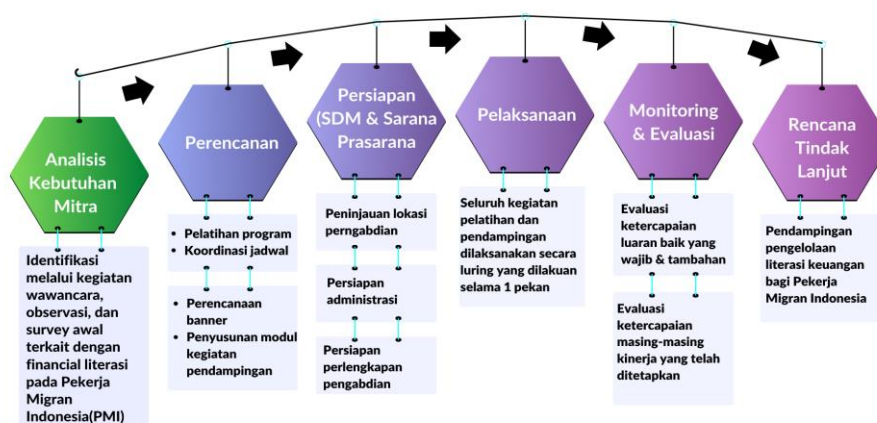 Analisis
Kebutuhan
Mitra
Identifikasi
melalui kegiatan
wawancara,
observasi, dan
survey awal
terkait dengan
financial literasi
pada Pekerja
Migran
Indonesia(PMI)
Perencanan
• Pelatihan program
• Koordinasi jadwal
• Perencanaan
banner
• Penyusunan modul
kegiatan
pendampingan
Persiapan
(SDM & Sarana
Prasarana
Peninjauan lokasi
perngabdian
Persiapan
administrasi
Persiapan
perlengkapan
pengabdian
Pelaksanaan
Seluruh kegiatan
pelatihan dan
pendampingan
dilaksanakan secara
luring yang dilakuan
selama 1 pekan
Monitoring
& Evaluasi
Evaluasi
ketercapaian
luaran baik yang
wajib & tambahan
Evaluasi
ketercapaian
masing-masing
kinerja yang telah
ditetapkan
Rencana
Tindak
Lanjut
Pendampingan
pengelolaan
literasi keuangan
bagi Pekerja
Migran Indonesia